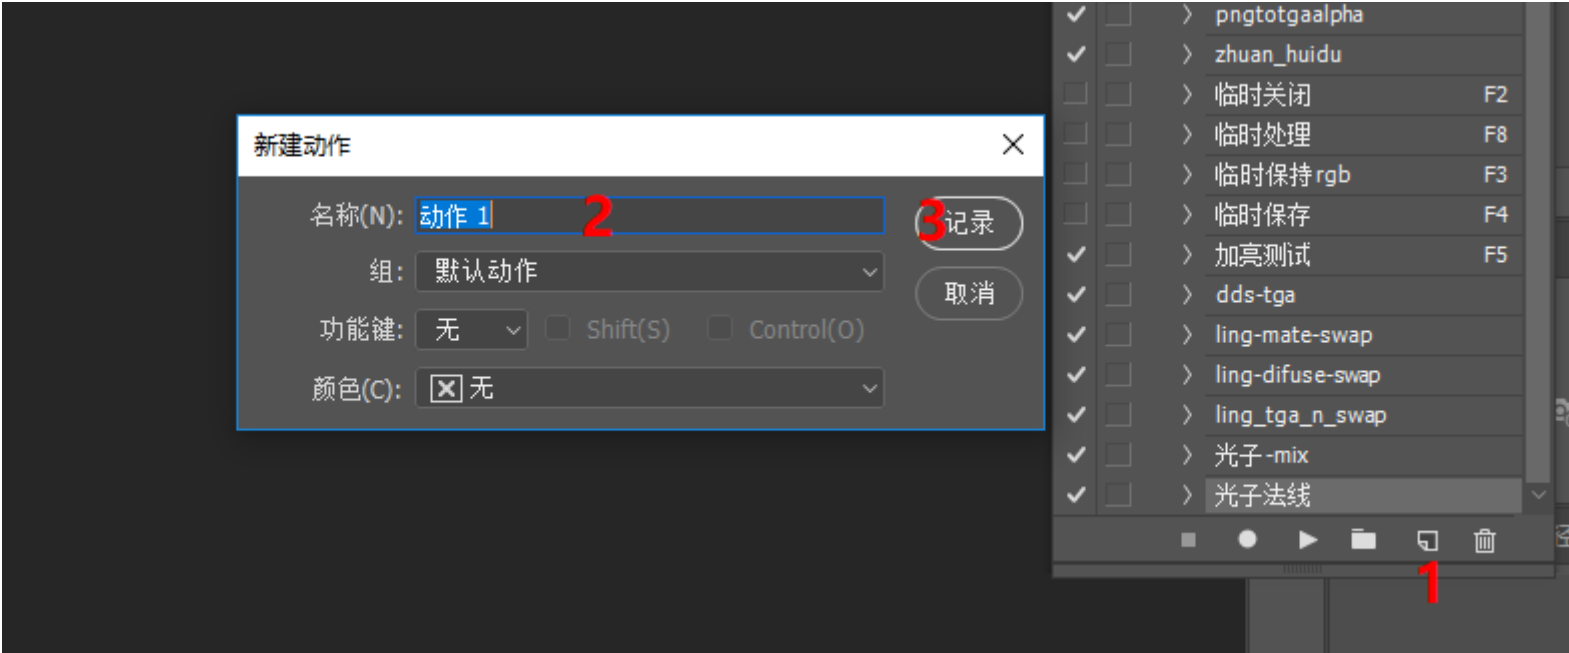 pngtotgaalpha
zhuan_huidu
临时关闭 F2
临时处理 F8
临时保持rgb F3
临时保存 F4
加亮测试 F5
dds-tga
ling-mate-swap
ling-difuse-swap
ling_tga_n_swap
光子-mix
光子法线
1
新建动作
名称(N): 动作 1 2 3 记录
组: 默认动作
取消
功能键: 无 Shift(S) Control(O)
颜色(C): 无